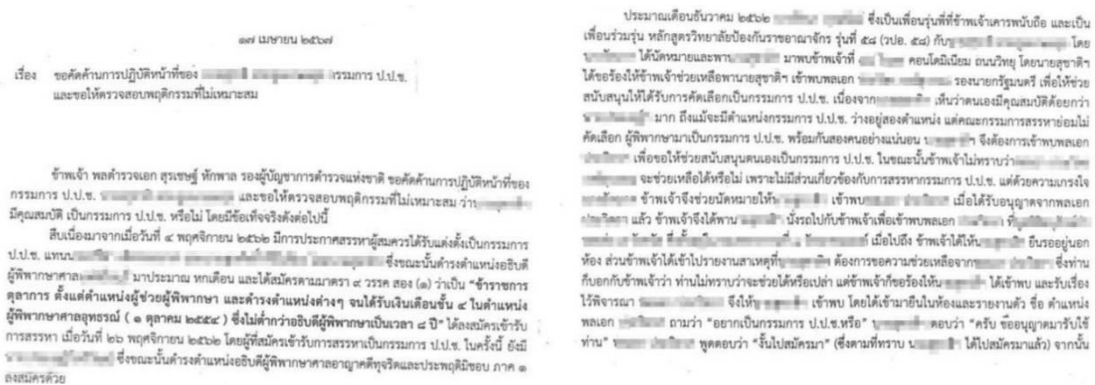 ๑๗ เมษายน ๒๕๖๗
เรื่อง ขอคัดค้านการปฏิบัติหน้าที่ของ กรรมการ ป.ป.ช.
และขอให้ตรวจสอบพฤติกรรมที่ไม่เหมาะสม
ข้าพเจ้า พลตำรวจเอก สุรเชษฐ์ หักพาล รองผู้บัญชาการตำรวจแห่งชาติ ขอคัดค้านการปฏิบัติหน้าที่ของ
กรรมการ ป.ป.ช. และขอให้ตรวจสอบพฤติกรรมที่ไม่เหมาะสม ว่า
มีคุณสมบัติ เป็นกรรมการ ป.ป.ช. หรือไม่ โดยมีข้อเท็จจริงดังต่อไปนี้
สืบเนื่องมาจากเมื่อวันที่ ๔ พฤศจิกายน ๒๕๖๒ มีการประกาศสรรหาผู้สมควรได้รับแต่งตั้งเป็นกรรมการ
ป.ป.ช. แทน ซึ่งขณะนั้นดำรงตำแหน่งอธิบดี
ผู้พิพากษาศาล มาประมาณ หกเดือน และได้สมัครตามมาตรา ๙ วรรค สอง (๑) ว่าเป็น “ข้าราชการ
ตุลาการ ตั้งแต่ตำแหน่งผู้ช่วยผู้พิพากษา และดำรงตำแหน่งต่างๆ จนได้รับเงินเดือนชั้น ๔ ในตำแหน่ง
ผู้พิพากษาศาลอุทธรณ์ ( ๑ ตุลาคม ๒๕๕๔ ) ซึ่งไม่ต่ำกว่าอธิบดีผู้พิพากษาเป็นเวลา ๘ ปี” ได้ลงสมัครเข้ารับ
การสรรหา เมื่อวันที่ ๒๖ พฤศจิกายน ๒๕๖๒ โดยผู้ที่สมัครเข้ารับการสรรหาเป็นกรรมการ ป.ป.ช. ในครั้งนี้ ยังมี
ซึ่งขณะนั้นดำรงตำแหน่งอธิบดีผู้พิพากษาศาลอาญาคดีทุจริตและประพฤติมิชอบ ภาค ๑
ลงสมัครด้วย
ประมาณเดือนธันวาคม ๒๕๖๒ ซึ่งเป็นเพื่อนรุ่นพี่ที่ข้าพเจ้าเคารพนับถือ และเป็น
เพื่อนร่วมรุ่น หลักสูตรวิทยาลัยป้องกันราชอาณาจักร รุ่นที่ ๕๘ (วปอ. ๕๘) กับ โดย
ได้นัดหมายและพา มาพบข้าพเจ้าที่ คอนโดมิเนียม ถนนวิทยุ โดยนายสุชาติฯ
ได้ขอร้องให้ข้าพเจ้าช่วยเหลือพานายสุชาติฯ เข้าพบพลเอก รองนายกรัฐมนตรี เพื่อให้ช่วย
สนับสนุนให้ได้รับการคัดเลือกเป็นกรรมการ ป.ป.ช. เนื่องจาก เห็นว่าตนเองมีคุณสมบัติด้อยกว่า
มาก ถึงแม้จะมีตำแหน่งกรรมการ ป.ป.ช. ว่างอยู่สองตำแหน่ง แต่คณะกรรมการสรรหาย่อมไม่
คัดเลือก ผู้พิพากษามาเป็นกรรมการ ป.ป.ช. พร้อมกันสองคนอย่างแน่นอน จึงต้องการเข้าพบพลเอก
เพื่อขอให้ช่วยสนับสนุนตนเองเป็นกรรมการ ป.ป.ช. ในขณะนั้นข้าพเจ้าไม่ทราบว่า
จะช่วยเหลือได้หรือไม่ เพราะไม่มีส่วนเกี่ยวข้องกับการสรรหากรรมการ ป.ป.ช. แต่ด้วยความเกรงใจ
ข้าพเจ้าจึงช่วยนัดหมายให้ เข้าพบ เมื่อได้รับอนุญาตจากพลเอก
แล้ว ข้าพเจ้าจึงได้พาน นั่งรถไปกับข้าพเจ้าเพื่อเข้าพบพลเอก ที่
เมื่อไปถึง ข้าพเจ้าได้ให้ ยืนรออยู่นอก
ห้อง ส่วนข้าพเจ้าได้เข้าไปรายงานสาเหตุที่ ต้องการขอความช่วยเหลือจาก ซึ่งท่าน
ก็บอกกับข้าพเจ้าว่า ท่านไม่ทราบว่าจะช่วยได้หรือเปล่า แต่ข้าพเจ้าก็ขอร้องให้ ได้เข้าพบ และรับเรื่อง
ไว้พิจารณา จึงให้ เข้าพบ โดยได้เข้ามายืนในห้องและรายงานตัว ชื่อ ตำแหน่ง
พลเอก ถามว่า “อยากเป็นกรรมการ ป.ป.ช.หรือ” ตอบว่า “ครับ ขออนุญาตมารับใช้
ท่าน” พูดตอบว่า “งั้นไปสมัครมา” (ซึ่งตามที่ทราบ ได้ไปสมัครมาแล้ว) จากนั้น